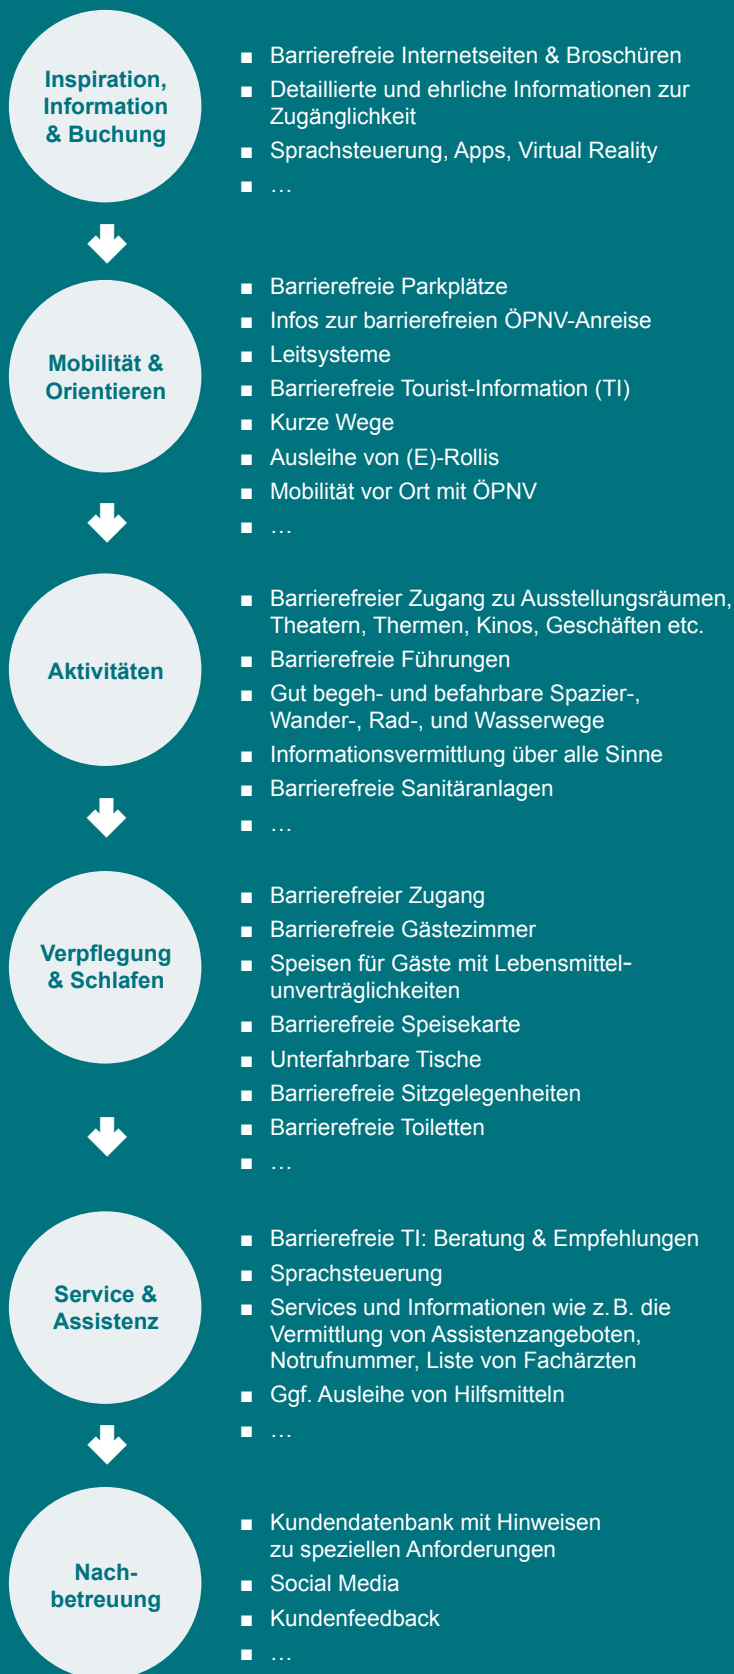 Inspiration,
Information
& Buchung
■ Barrierefreie Internetseiten & Broschüren
■ Detaillierte und ehrliche Informationen zur
Zugänglichkeit
■ Sprachsteuerung, Apps, Virtual Reality
■ …
Mobilität &
Orientieren
■ Barrierefreie Parkplätze
■ Infos zur barrierefreien ÖPNV-Anreise
■ Leitsysteme
■ Barrierefreie Tourist-Information (TI)
■ Kurze Wege
■ Ausleihe von (E)-Rollis
■ Mobilität vor Ort mit ÖPNV
■ …
Aktivitäten
■ Barrierefreier Zugang zu Ausstellungsräumen,
Theatern, Thermen, Kinos, Geschäften etc.
■ Barrierefreie Führungen
■ Gut begeh- und befahrbare Spazier-,
Wander-, Rad-, und Wasserwege
■ Informationsvermittlung über alle Sinne
■ Barrierefreie Sanitäranlagen
■ …
Verpflegung
& Schlafen
■ Barrierefreier Zugang
■ Barrierefreie Gästezimmer
■ Speisen für Gäste mit Lebensmittel-
unverträglichkeiten
■ Barrierefreie Speisekarte
■ Unterfahrbare Tische
■ Barrierefreie Sitzgelegenheiten
■ Barrierefreie Toiletten
■ …
Service &
Assistenz
■ Barrierefreie TI: Beratung & Empfehlungen
■ Sprachsteuerung
■ Services und Informationen wie z. B. die
Vermittlung von Assistenzangeboten,
Notrufnummer, Liste von Fachärzten
■ Ggf. Ausleihe von Hilfsmitteln
■ …
Nach-
betreuung
■ Kundendatenbank mit Hinweisen
zu speziellen Anforderungen
■ Social Media
■ Kundenfeedback
■ …